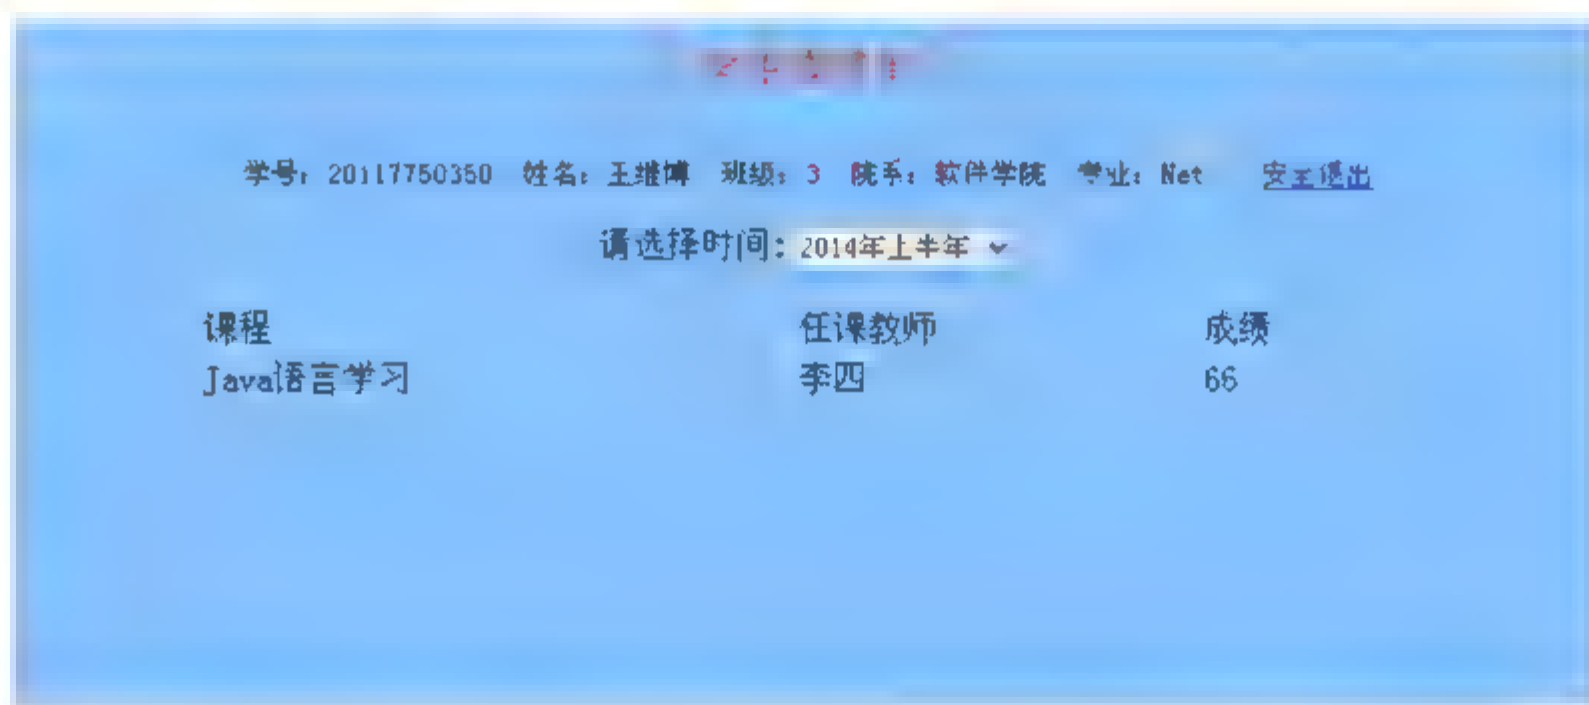 学号: 20117750350 姓名: 王维博 班级: 3 院系: 软件学院 专业: Net 安全退出
请选择时间: 2014年上半年
课程 任课教师 成绩
Java语言学习 李四 66